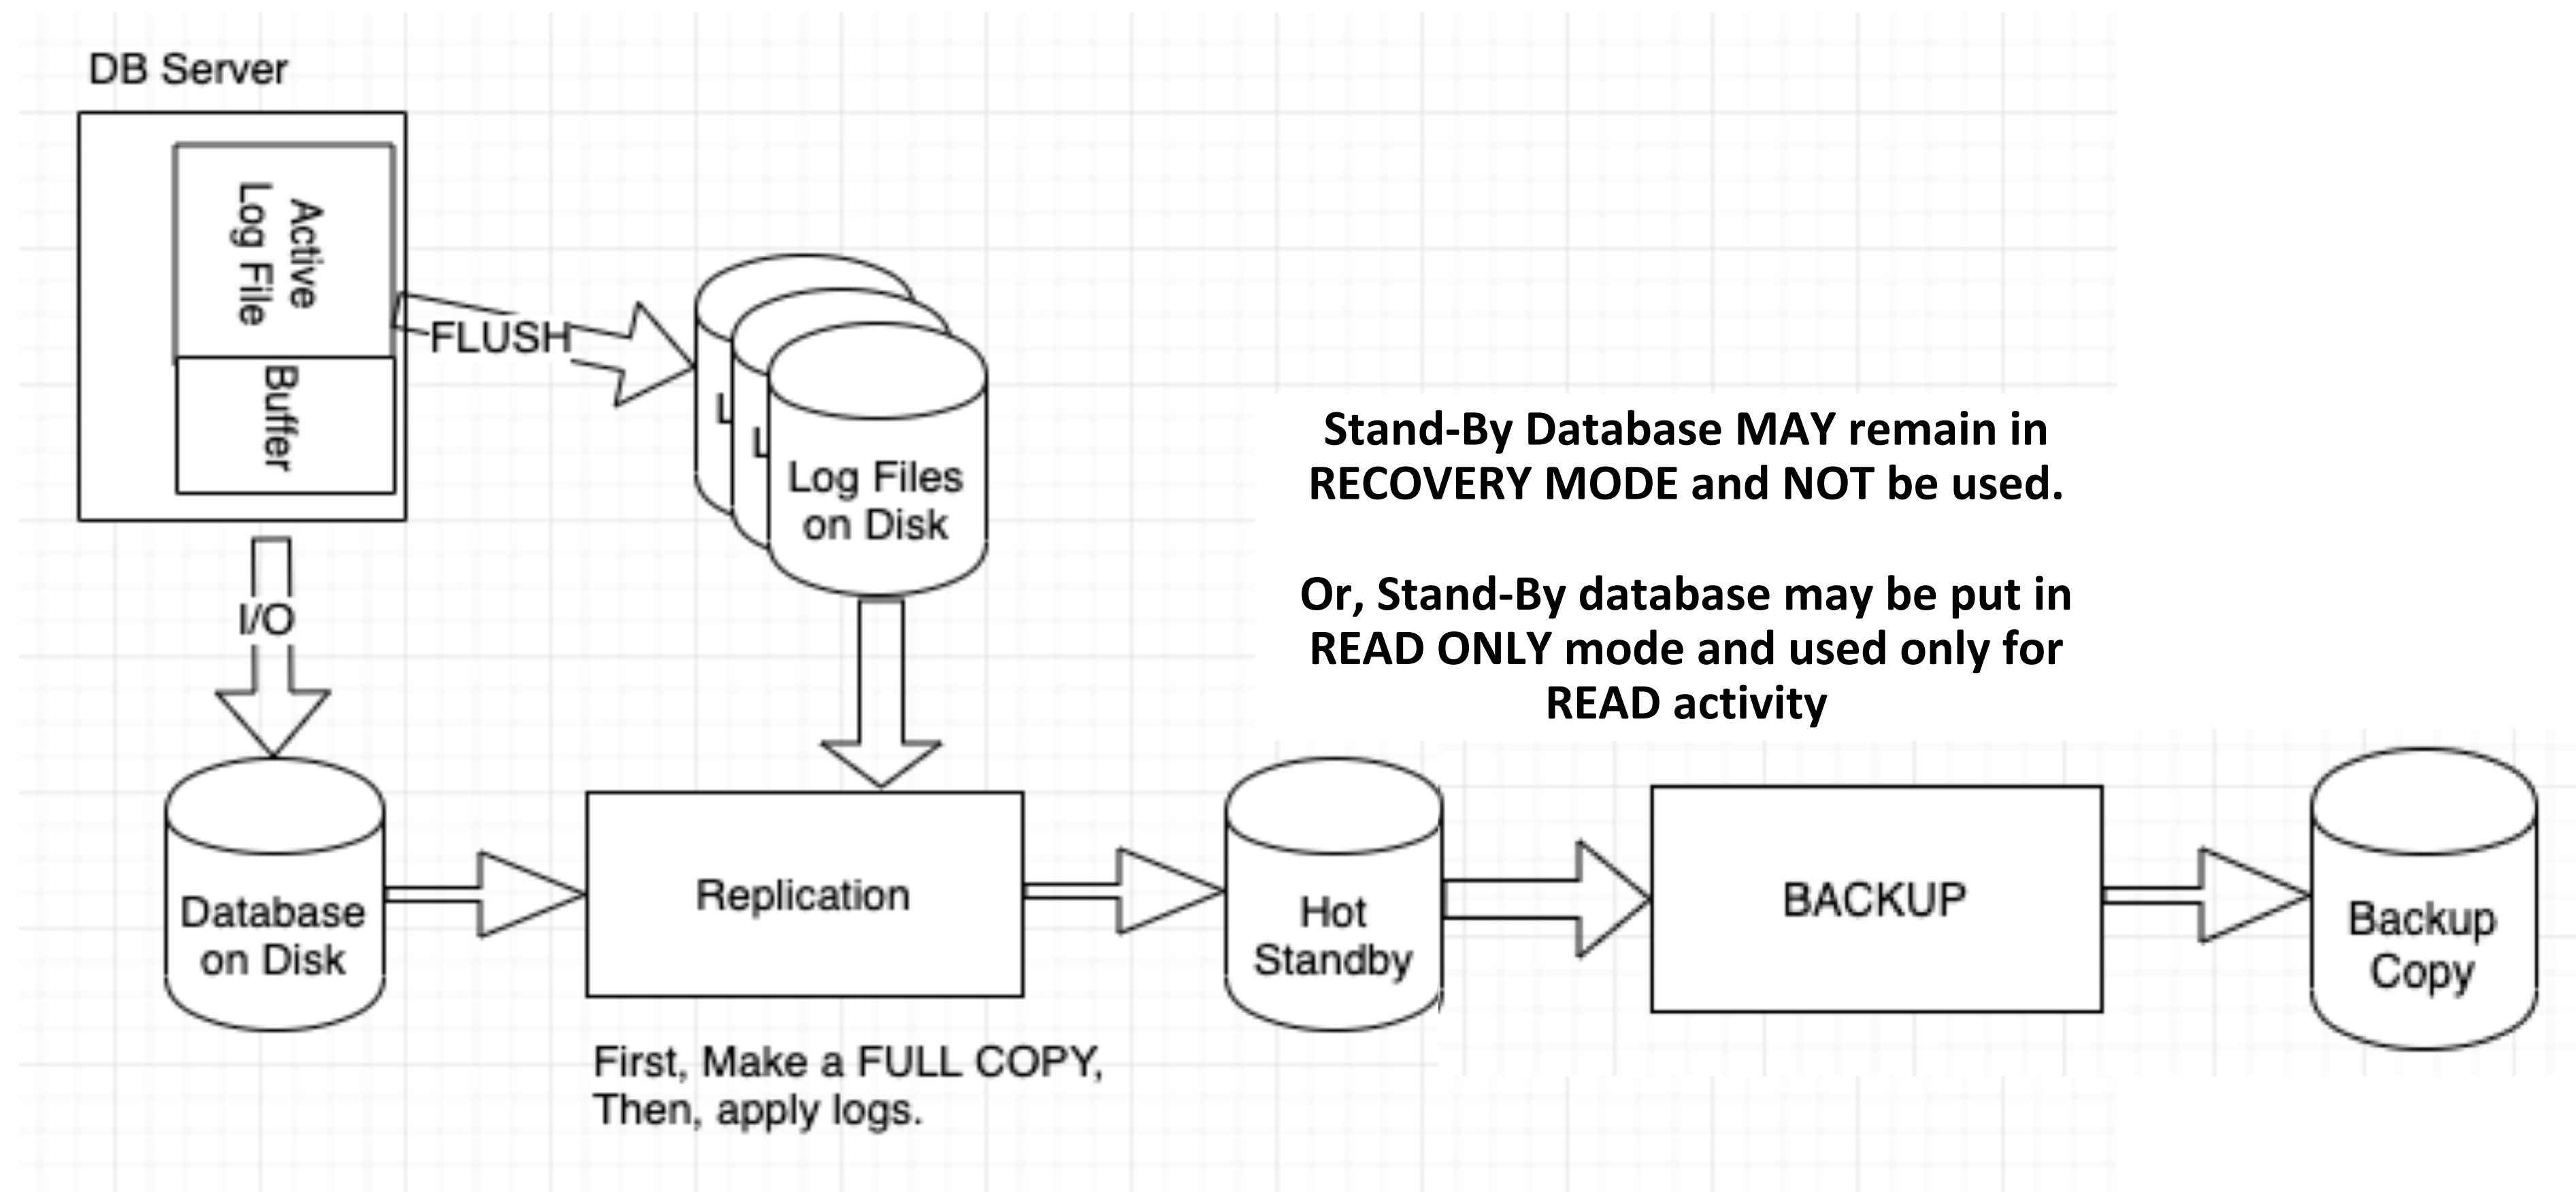 DB Server
Active
Log File
Buffer
FLUSH
L
L
Log Files
on Disk
I/O
Stand-By Database MAY remain in
RECOVERY MODE and NOT be used.
Or, Stand-By database may be put in
READ ONLY mode and used only for
READ activity
Database
on Disk
Replication
Hot
Standby
BACKUP
Backup
Copy
First, Make a FULL COPY,
Then, apply logs.